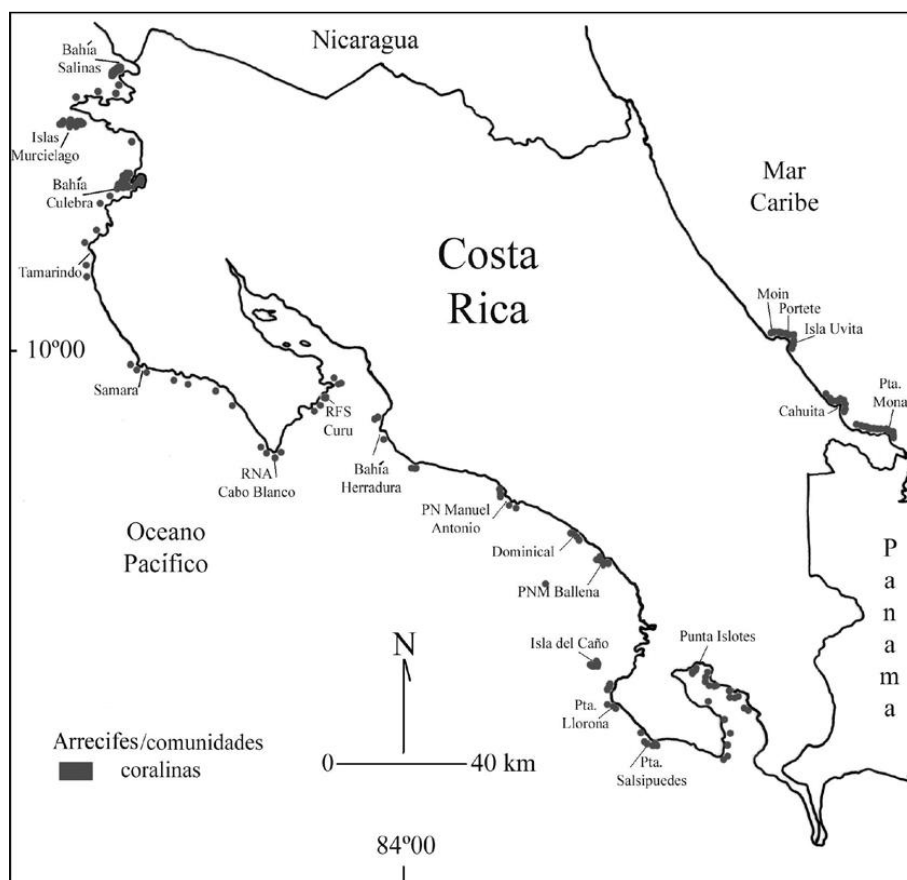 Nicaragua
Bahía
Salinas
Islas
Murcielago
Bahía
Culebra
Mar
Caribe
Costa
Rica
Tamarindo
Moin
Portete
Isla Uvita
10º00
Samara
RFS
Curu
Cahuita
Pta.
Mona
RNA
Cabo Blanco
Bahía
Herradura
PN Manuel
Antonio
Oceano
Pacífico
Dominical
PNM Ballena
P
a
n
a
m
a
N
Isla del Caño
Punta Islotes
Pta.
Llorona
Arrecifes/comunidades
coralinas
0
40 km
Pta.
Salsipuedes
84º00